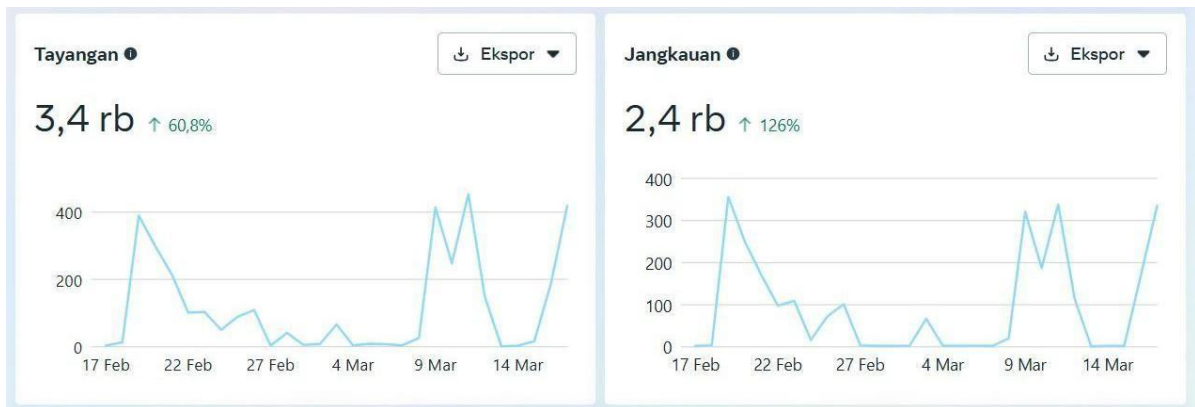 Tayangan
Ekspor
3,4 rb ↑ 60,8%
400
200
0
17 Feb 22 Feb 27 Feb 4 Mar 9 Mar 14 Mar
Jangkauan
Ekspor
2,4 rb ↑ 126%
400
300
200
100
0
17 Feb 22 Feb 27 Feb 4 Mar 9 Mar 14 Mar